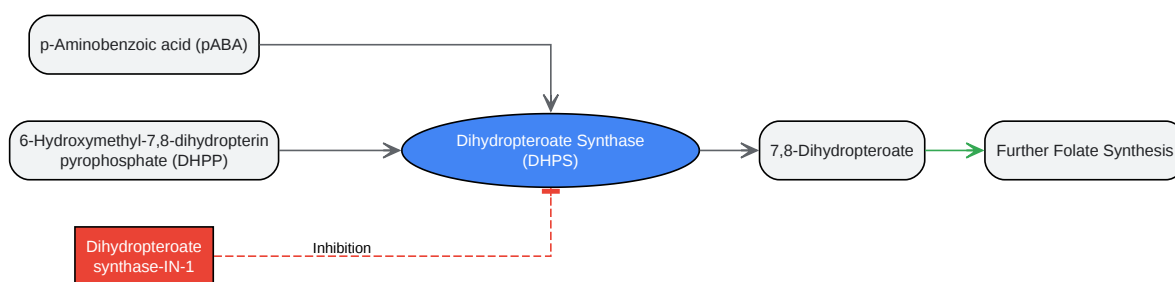 p-Aminobenzoic acid (pABA)
6-Hydroxymethyl-7,8-dihydropterin
pyrophosphate (DHPP)
Dihydropteroate Synthase
(DHPS)
7,8-Dihydropteroate
Further Folate Synthesis
Dihydropteroate
synthase-IN-1
Inhibition